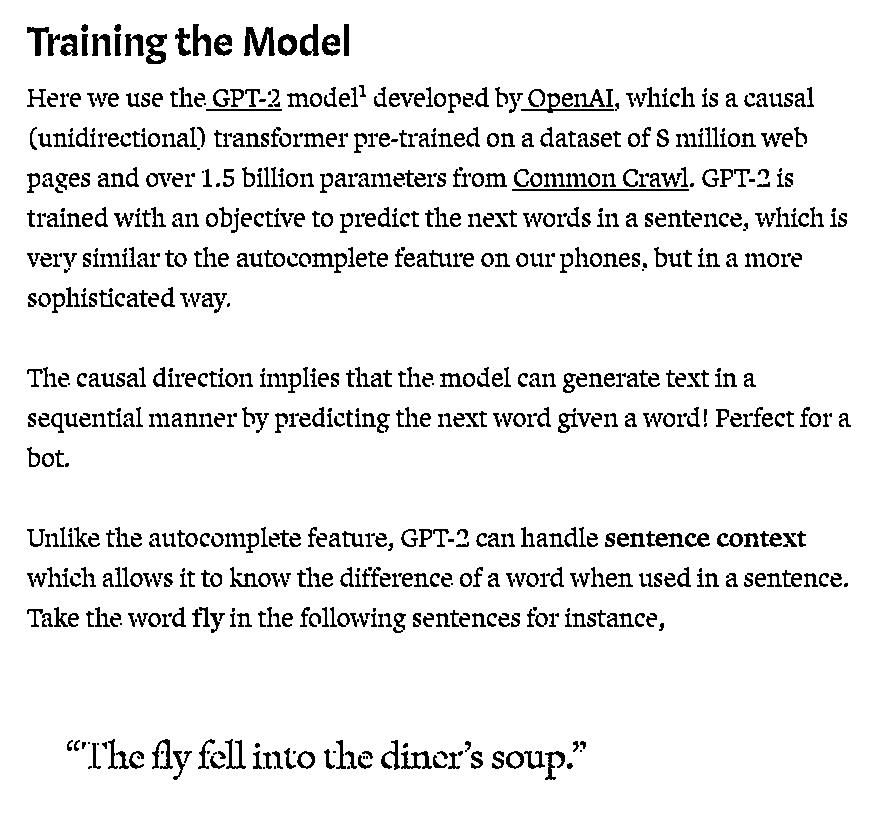 Training the Model
Here we use the GPT-2 model¹ developed by OpenAI, which is a causal
(unidirectional) transformer pre-trained on a dataset of 8 million web
pages and over 1.5 billion parameters from Common Crawl. GPT-2 is
trained with an objective to predict the next words in a sentence, which is
very similar to the autocomplete feature on our phones, but in a more
sophisticated way.
The causal direction implies that the model can generate text in a
sequential manner by predicting the next word given a word! Perfect for a
bot.
Unlike the autocomplete feature, GPT-2 can handle sentence context
which allows it to know the difference of a word when used in a sentence.
Take the word fly in the following sentences for instance,
“The fly fell into the diner’s soup.”